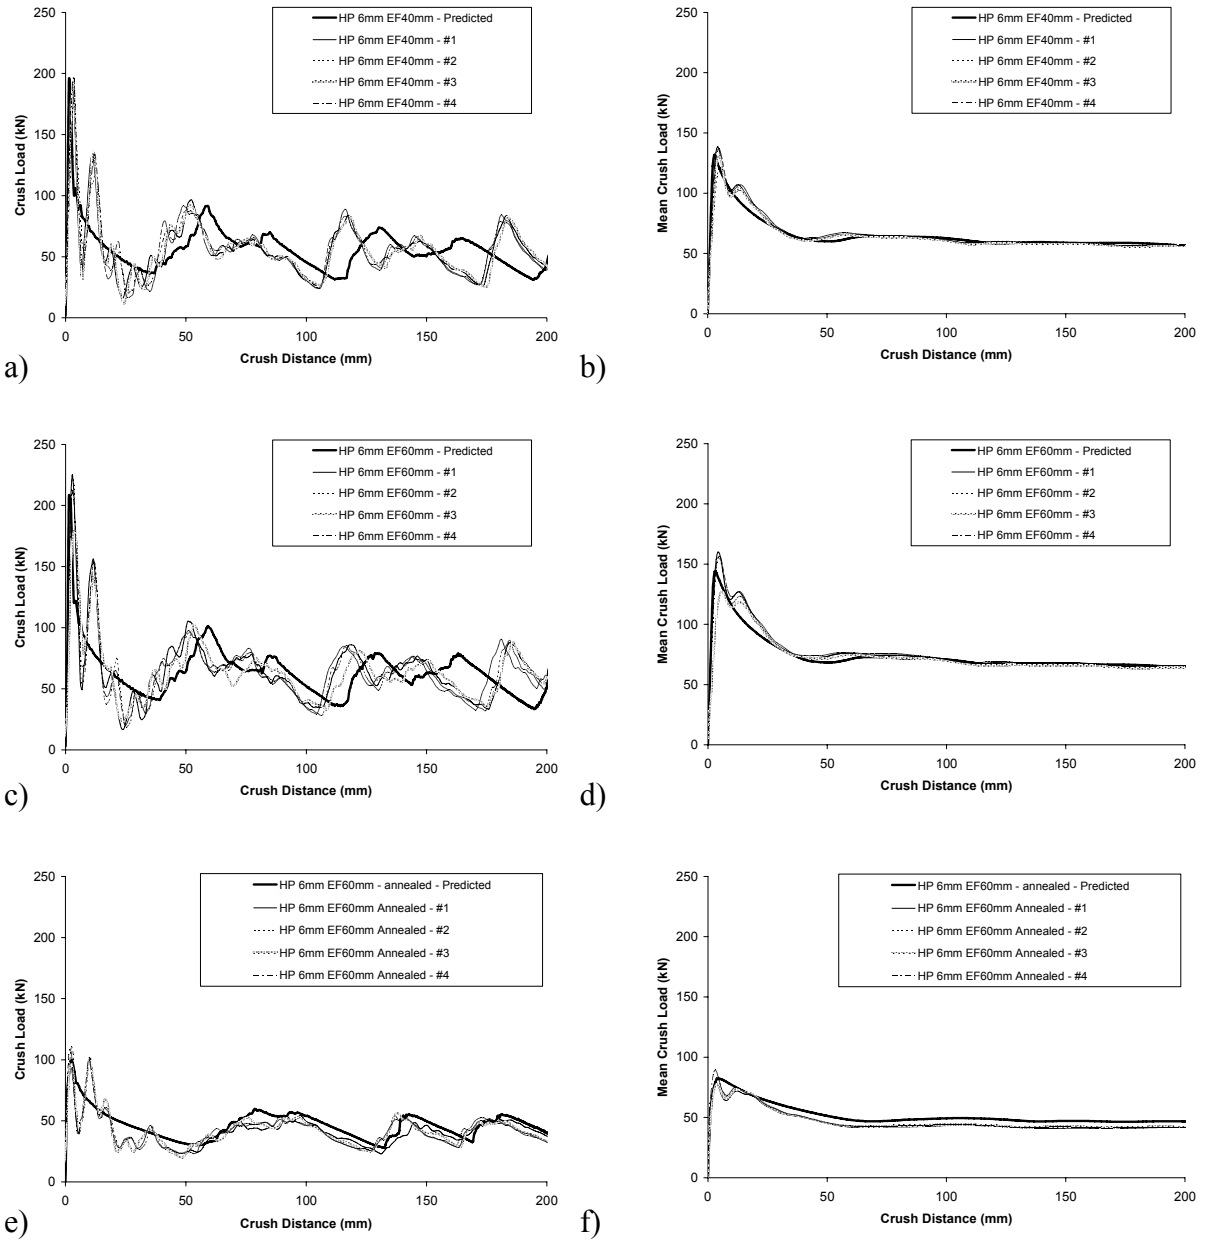 250
200
150
100
50
0
Crush Load (kN)
HP 6mm EF40mm - Predicted
HP 6mm EF40mm - #1
HP 6mm EF40mm - #2
HP 6mm EF40mm - #3
HP 6mm EF40mm - #4
0 50 100 150 200
Crush Distance (mm)
a)
250
200
150
100
50
0
Mean Crush Load (kN)
HP 6mm EF40mm - Predicted
HP 6mm EF40mm - #1
HP 6mm EF40mm - #2
HP 6mm EF40mm - #3
HP 6mm EF40mm - #4
0 50 100 150 200
Crush Distance (mm)
b)
250
200
150
100
50
0
Crush Load (kN)
HP 6mm EF60mm - Predicted
HP 6mm EF60mm - #1
HP 6mm EF60mm - #2
HP 6mm EF60mm - #3
HP 6mm EF60mm - #4
0 50 100 150 200
Crush Distance (mm)
c)
250
200
150
100
50
0
Mean Crush Load (kN)
HP 6mm EF60mm - Predicted
HP 6mm EF60mm - #1
HP 6mm EF60mm - #2
HP 6mm EF60mm - #3
HP 6mm EF60mm - #4
0 50 100 150 200
Crush Distance (mm)
d)
250
200
150
100
50
0
Crush Load (kN)
HP 6mm EF60mm - annealed - Predicted
HP 6mm EF60mm Annealed - #1
HP 6mm EF60mm Annealed - #2
HP 6mm EF60mm Annealed - #3
HP 6mm EF60mm Annealed - #4
0 50 100 150 200
Crush Distance (mm)
e)
250
200
150
100
50
0
Mean Crush Load (kN)
HP 6mm EF60mm - annealed - Predicted
HP 6mm EF60mm Annealed - #1
HP 6mm EF60mm Annealed - #2
HP 6mm EF60mm Annealed - #3
HP 6mm EF60mm Annealed - #4
0 50 100 150 200
Crush Distance (mm)
f)